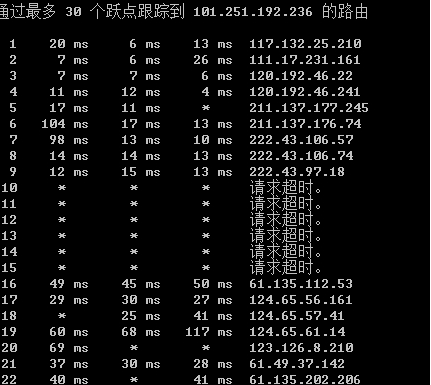 通过最多 30 个跃点跟踪到 101.251.192.236 的路由
1 20 ms 6 ms 13 ms 117.132.25.210
2 7 ms 6 ms 26 ms 111.17.231.161
3 7 ms 7 ms 6 ms 120.192.46.22
4 11 ms 12 ms 4 ms 120.192.46.241
5 17 ms 11 ms * 211.137.177.245
6 104 ms 17 ms 13 ms 211.137.176.74
7 98 ms 13 ms 10 ms 222.43.106.57
8 14 ms 14 ms 13 ms 222.43.106.74
9 12 ms 15 ms 13 ms 222.43.97.18
10 * * * 请求超时。
11 * * * 请求超时。
12 * * * 请求超时。
13 * * * 请求超时。
14 * * * 请求超时。
15 * * * 请求超时。
16 49 ms 45 ms 50 ms 61.135.112.53
17 29 ms 30 ms 27 ms 124.65.56.161
18 * 25 ms 41 ms 124.65.57.41
19 60 ms 68 ms 117 ms 124.65.61.14
20 69 ms * * 123.126.8.210
21 37 ms 30 ms 28 ms 61.49.37.142
22 40 ms * 41 ms 61.135.202.206